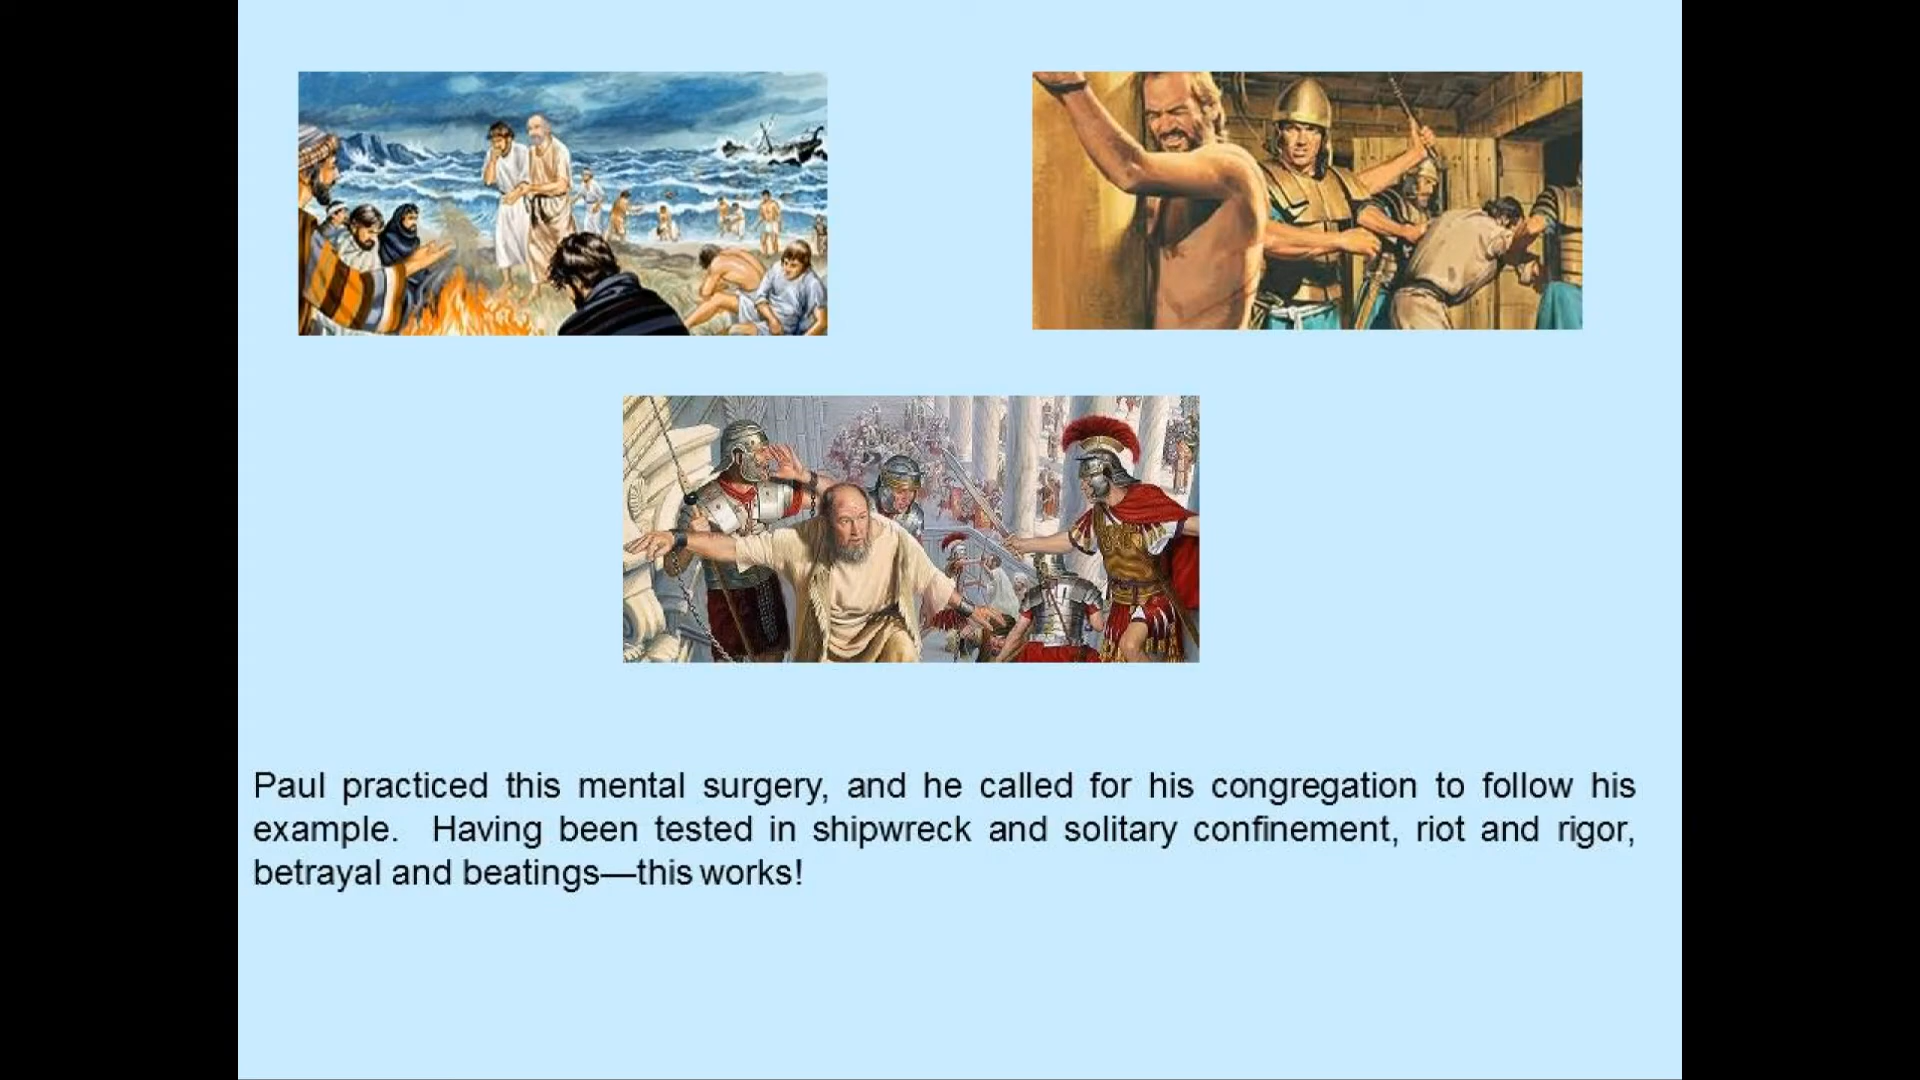 Paul practiced this mental surgery, and he called for his congregation to follow his
example.  Having been tested in shipwreck and solitary confinement, riot and rigor,
betrayal and beatings—this works!